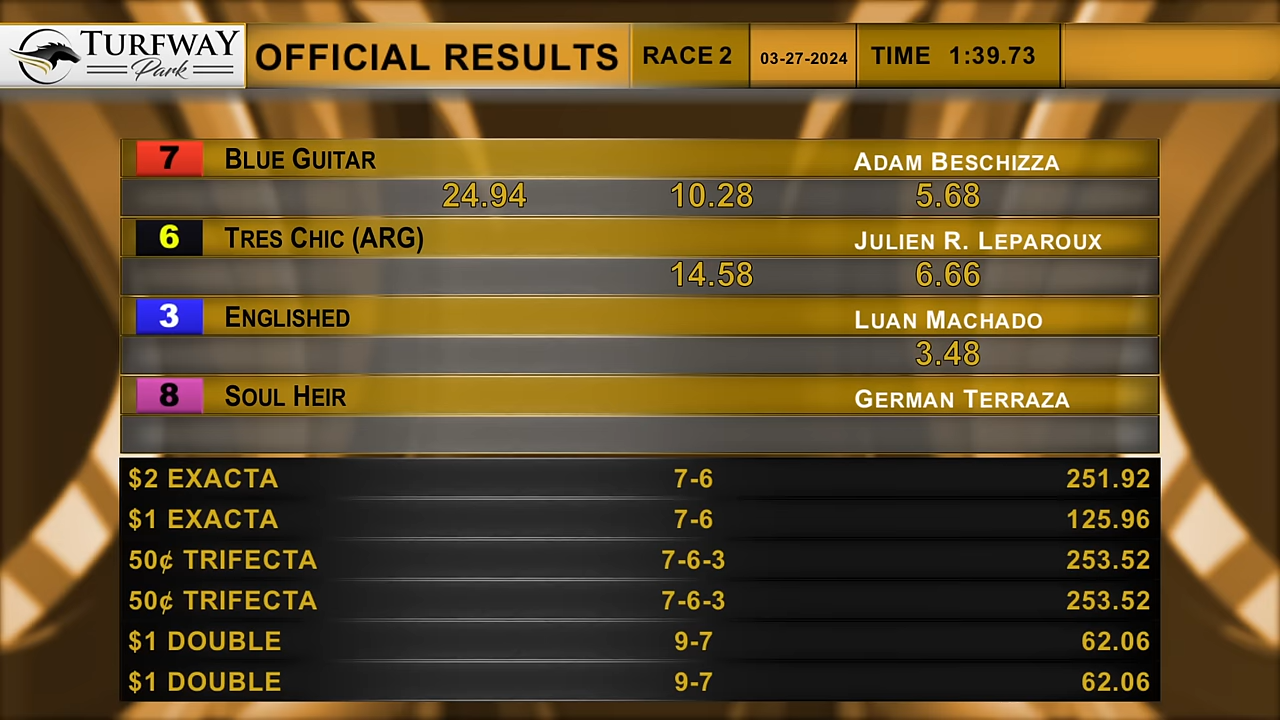 TURFWAY Park OFFICIAL RESULTS RACE 2 03-27-2024 TIME 1:39.73
7 BLUE GUITAR ADAM BESCHIZZA
24.94 10.28 5.68
6 TRES CHIC (ARG) JULIEN R. LEPAROUX
14.58 6.66
3 ENGLISHED LUAN MACHADO
3.48
8 SOUL HEIR GERMAN TERRAZA
$2 EXACTA 7-6 251.92
$1 EXACTA 7-6 125.96
50¢ TRIFECTA 7-6-3 253.52
50¢ TRIFECTA 7-6-3 253.52
$1 DOUBLE 9-7 62.06
$1 DOUBLE 9-7 62.06